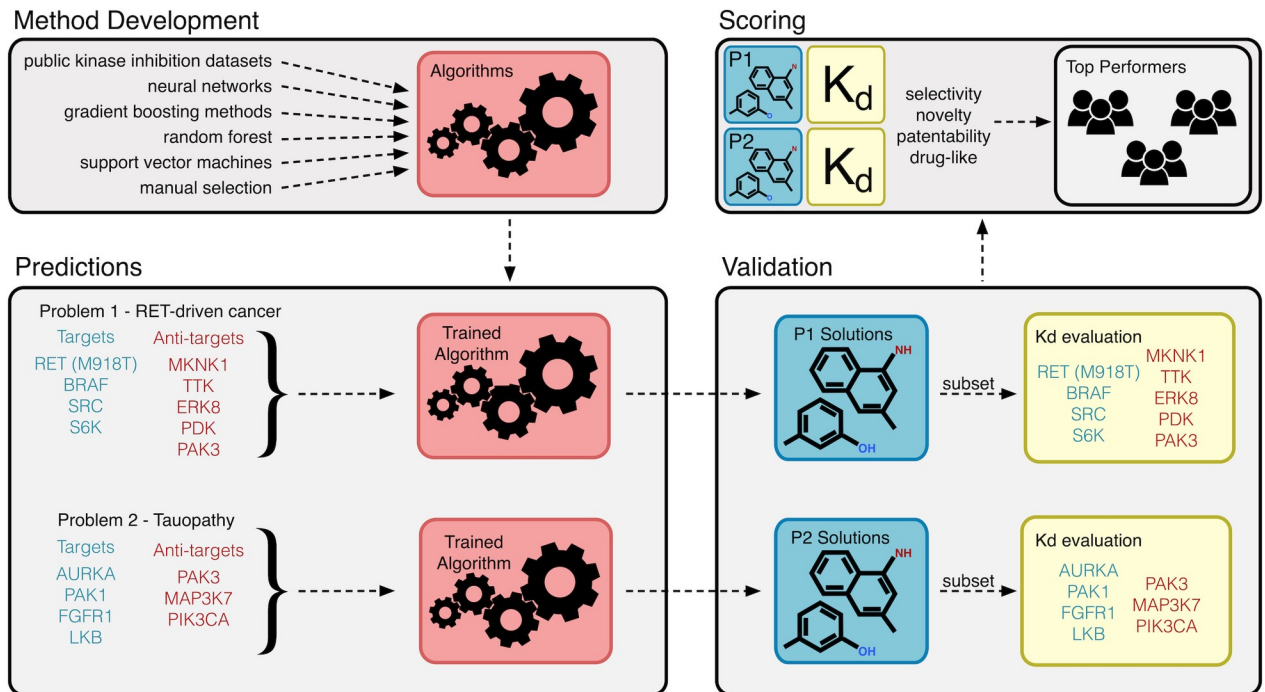 Method Development
public kinase inhibition datasets
neural networks
gradient boosting methods
random forest
support vector machines
manual selection
Algorithms
Scoring
P1
N
O
Kd
P2
N
O
Kd
selectivity
novelty
patentability
drug-like
Top Performers
Predictions
Problem 1 - RET-driven cancer
Targets
RET (M918T)
BRAF
SRC
S6K
Anti-targets
MKNK1
TTK
ERK8
PDK
PAK3
Trained
Algorithm
Problem 2 - Tauopathy
Targets
AURKA
PAK1
FGFR1
LKB
Anti-targets
PAK3
MAP3K7
PIK3CA
Trained
Algorithm
Validation
P1 Solutions
NH
OH
subset
Kd evaluation
RET (M918T)
BRAF
SRC
S6K
MKNK1
TTK
ERK8
PDK
PAK3
P2 Solutions
NH
OH
subset
Kd evaluation
AURKA
PAK1
FGFR1
LKB
PAK3
MAP3K7
PIK3CA